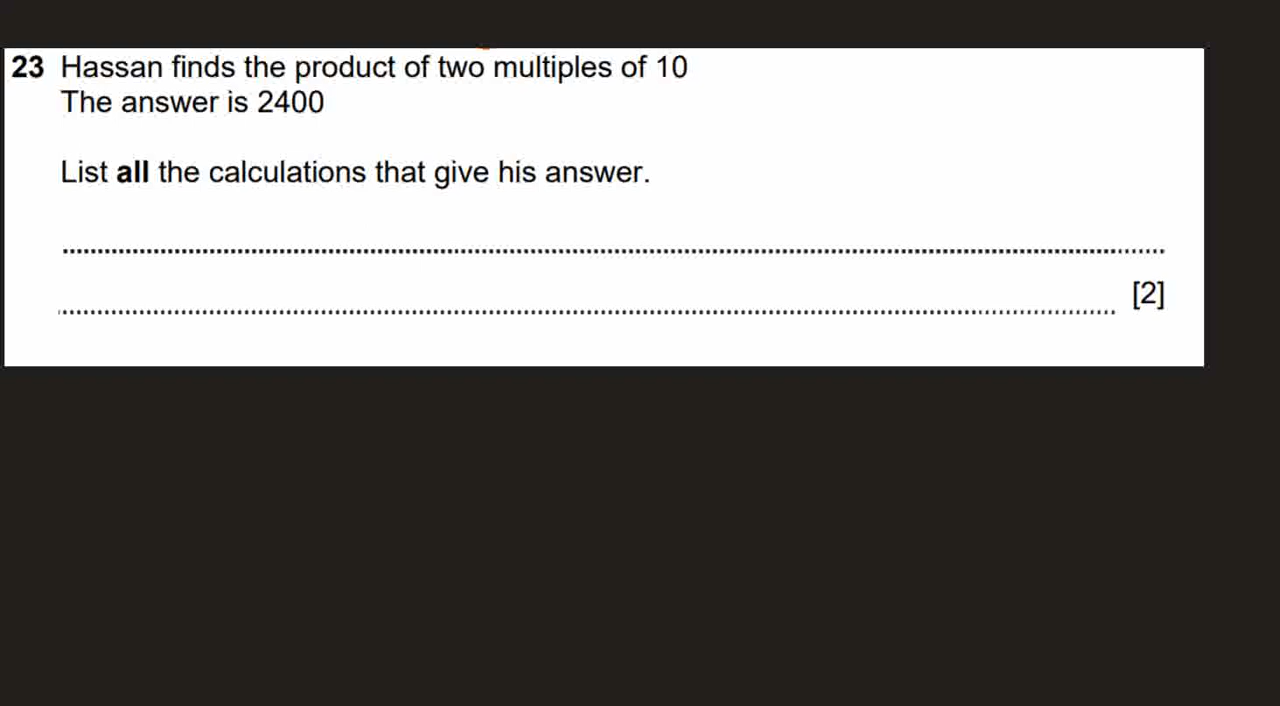 23 Hassan finds the product of two multiples of 10
The answer is 2400
List all the calculations that give his answer.
[2]